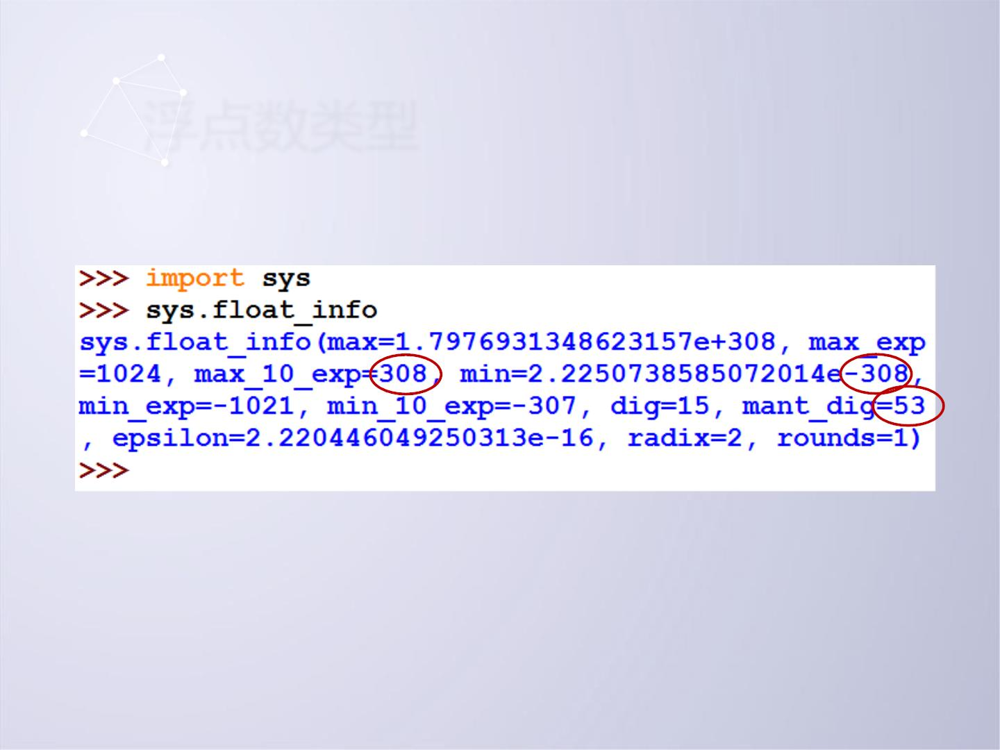 浮点数类型
>>> import sys
>>> sys.float_info
sys.float_info(max=1.7976931348623157e+308, max_exp
=1024, max_10_exp=308, min=2.2250738585072014e-308,
min_exp=-1021, min_10_exp=-307, dig=15, mant_dig=53
, epsilon=2.220446049250313e-16, radix=2, rounds=1)
>>>